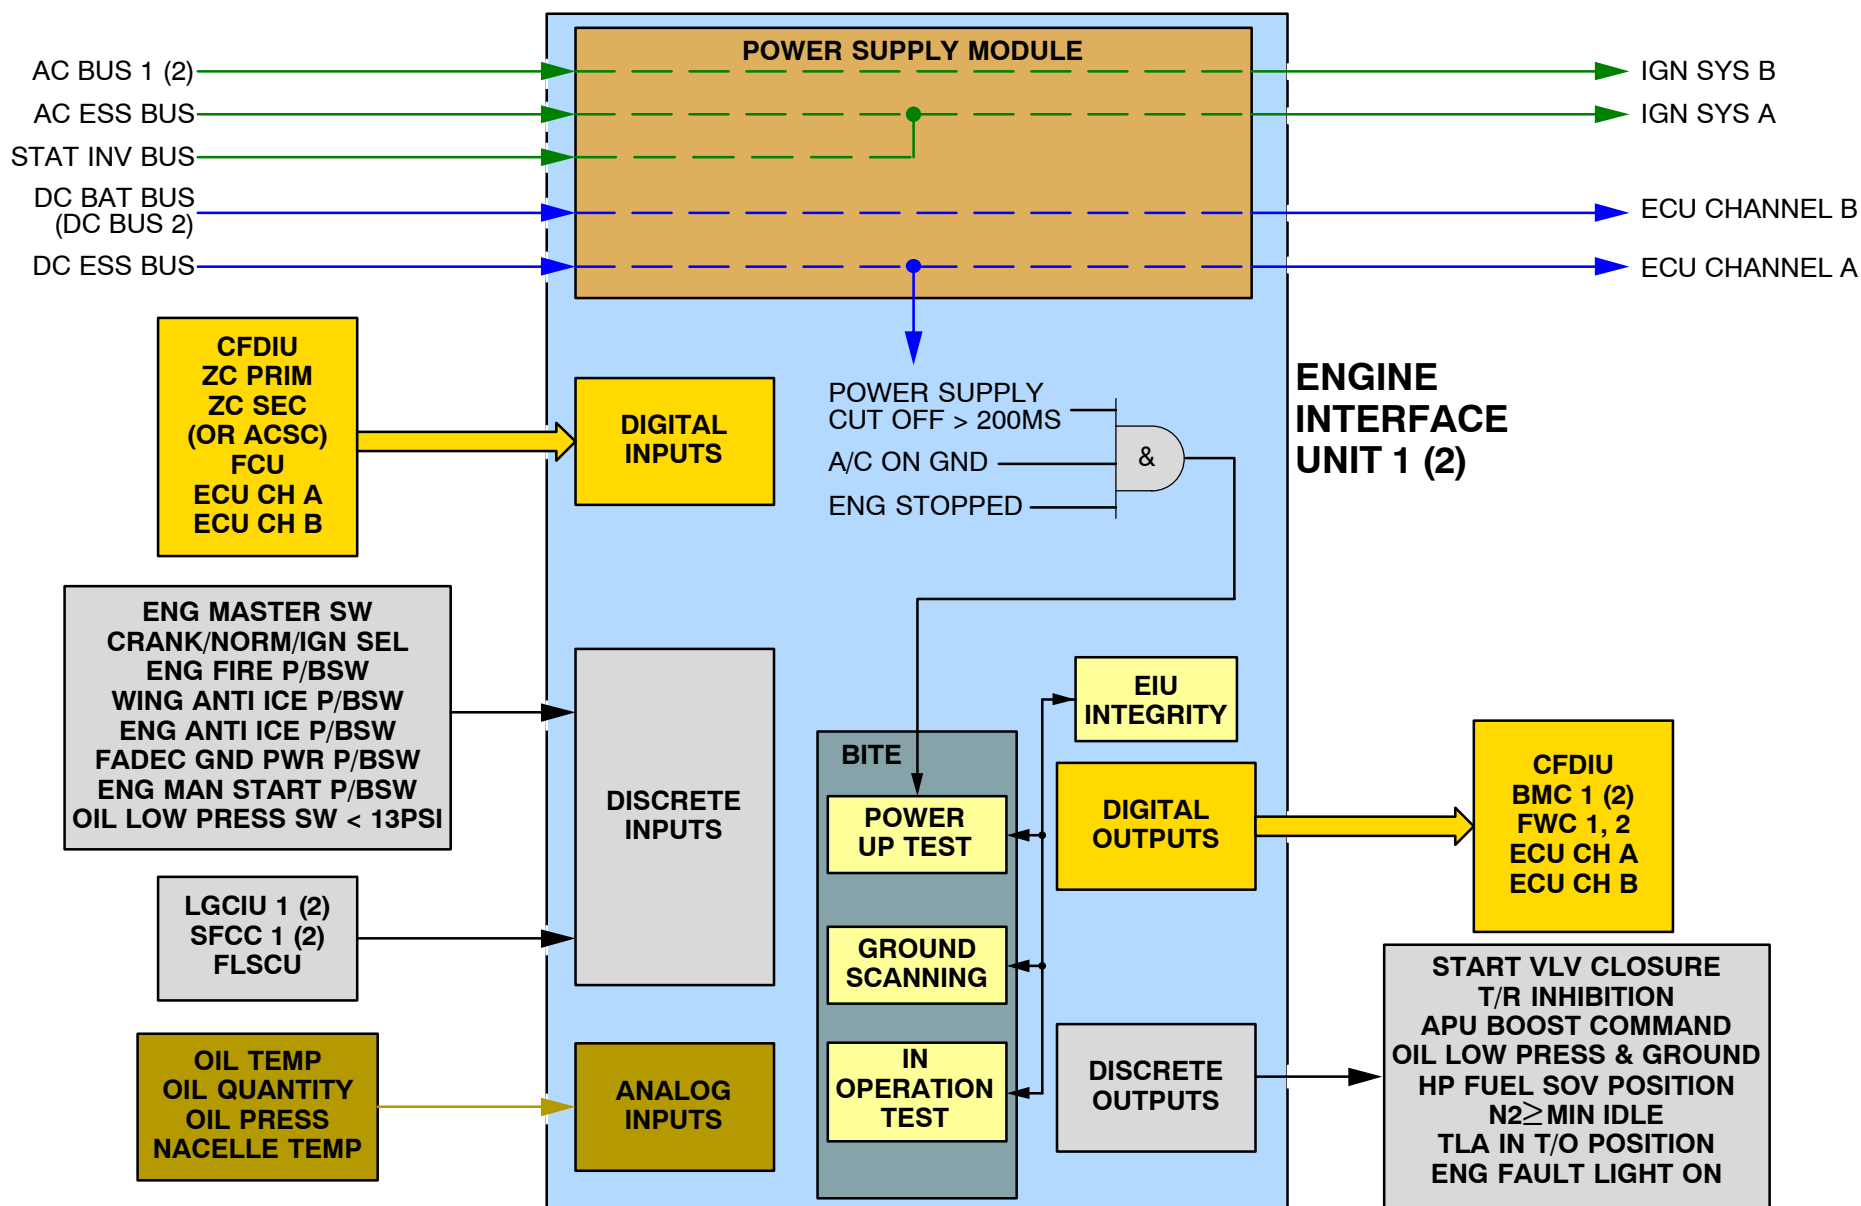 POWER SUPPLY MODULE
AC BUS 1 (2)
AC ESS BUS
STAT INV BUS
DC BAT BUS
(DC BUS 2)
DC ESS BUS
IGN SYS B
IGN SYS A
ECU CHANNEL B
ECU CHANNEL A
CFDIU
ZC PRIM
ZC SEC
(OR ACSC)
FCU
ECU CH A
ECU CH B
DIGITAL
INPUTS
POWER SUPPLY
CUT OFF > 200MS
A/C ON GND
ENG STOPPED
&
ENGINE
INTERFACE
UNIT 1 (2)
ENG MASTER SW
CRANK/NORM/IGN SEL
ENG FIRE P/BSW
WING ANTI ICE P/BSW
ENG ANTI ICE P/BSW
FADEC GND PWR P/BSW
ENG MAN START P/BSW
OIL LOW PRESS SW < 13PSI
DISCRETE
INPUTS
LGCIU 1 (2)
SFCC 1 (2)
FLSCU
OIL TEMP
OIL QUANTITY
OIL PRESS
NACELLE TEMP
ANALOG
INPUTS
BITE
POWER
UP TEST
GROUND
SCANNING
IN
OPERATION
TEST
EIU
INTEGRITY
DIGITAL
OUTPUTS
DISCRETE
OUTPUTS
CFDIU
BMC 1 (2)
FWC 1, 2
ECU CH A
ECU CH B
START VLV CLOSURE
T/R INHIBITION
APU BOOST COMMAND
OIL LOW PRESS & GROUND
HP FUEL SOV POSITION
N2≥MIN IDLE
TLA IN T/O POSITION
ENG FAULT LIGHT ON